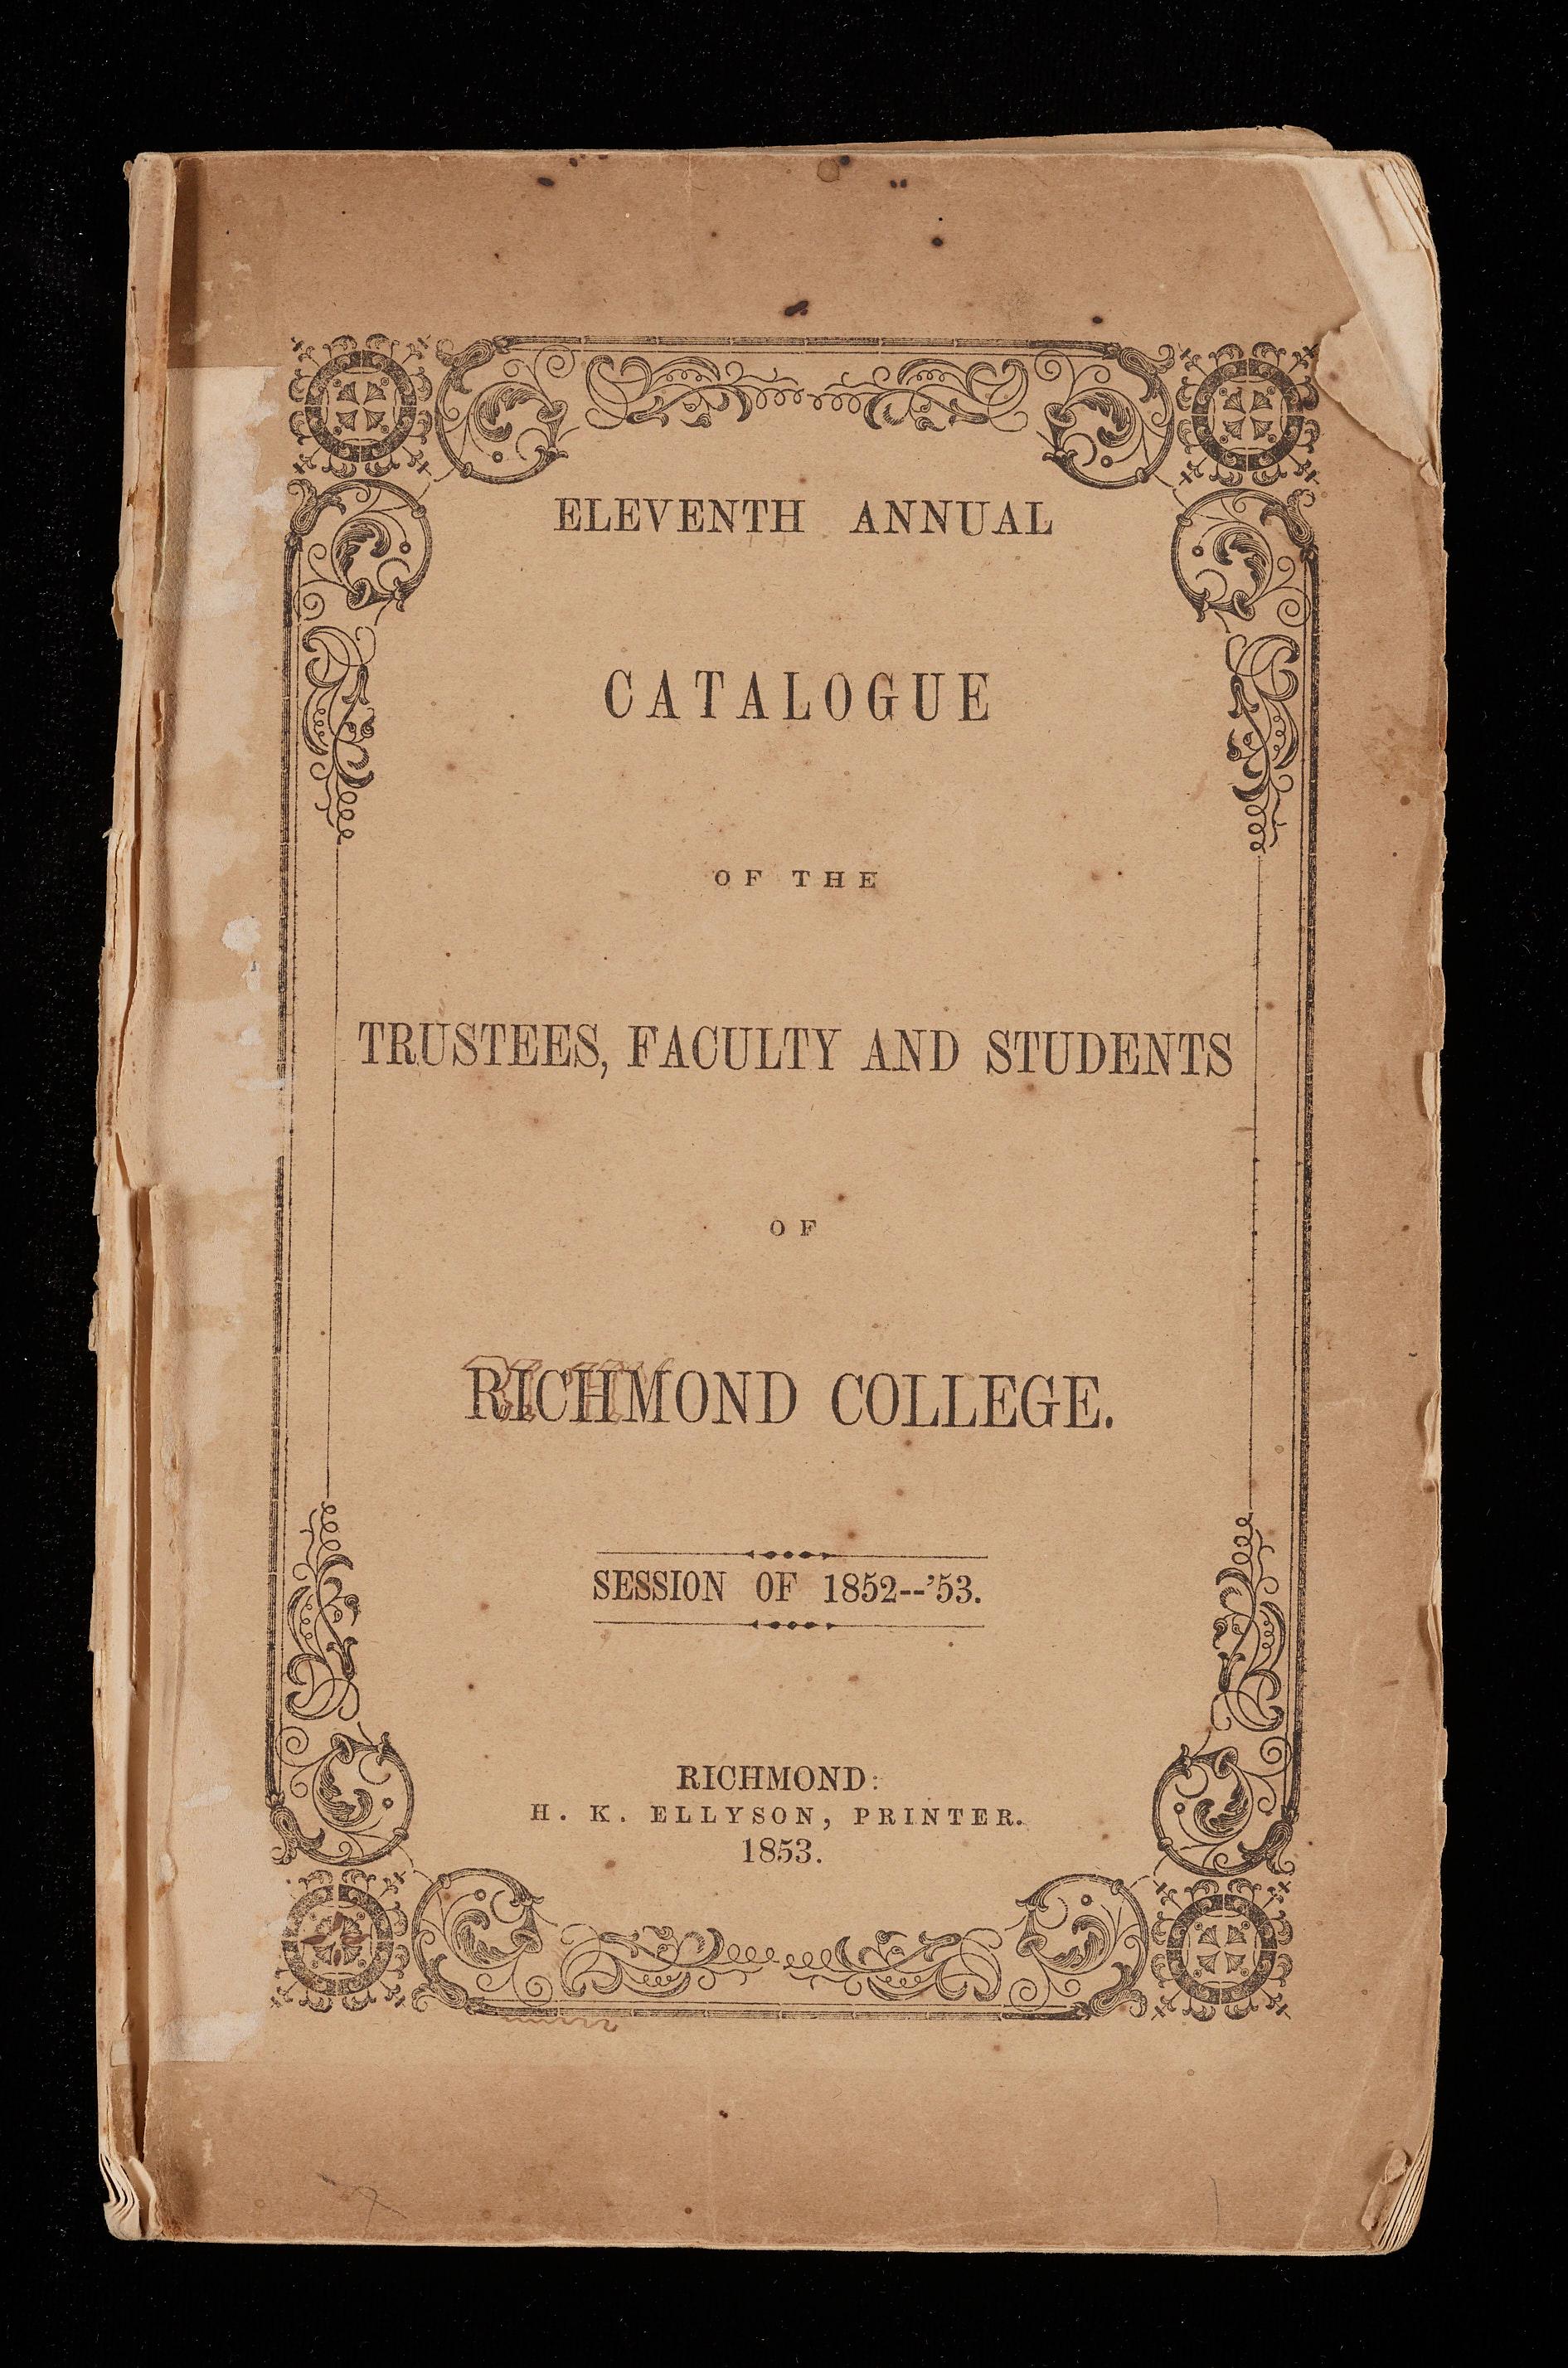 ELEVENTH ANNUAL
CATALOGUE
OF THE
TRUSTEES, FACULTY AND STUDENTS
OF
RICHMOND COLLEGE.
SESSION OF 1852--'53.
RICHMOND:
H. K. ELLYSON, PRINTER.
1853.